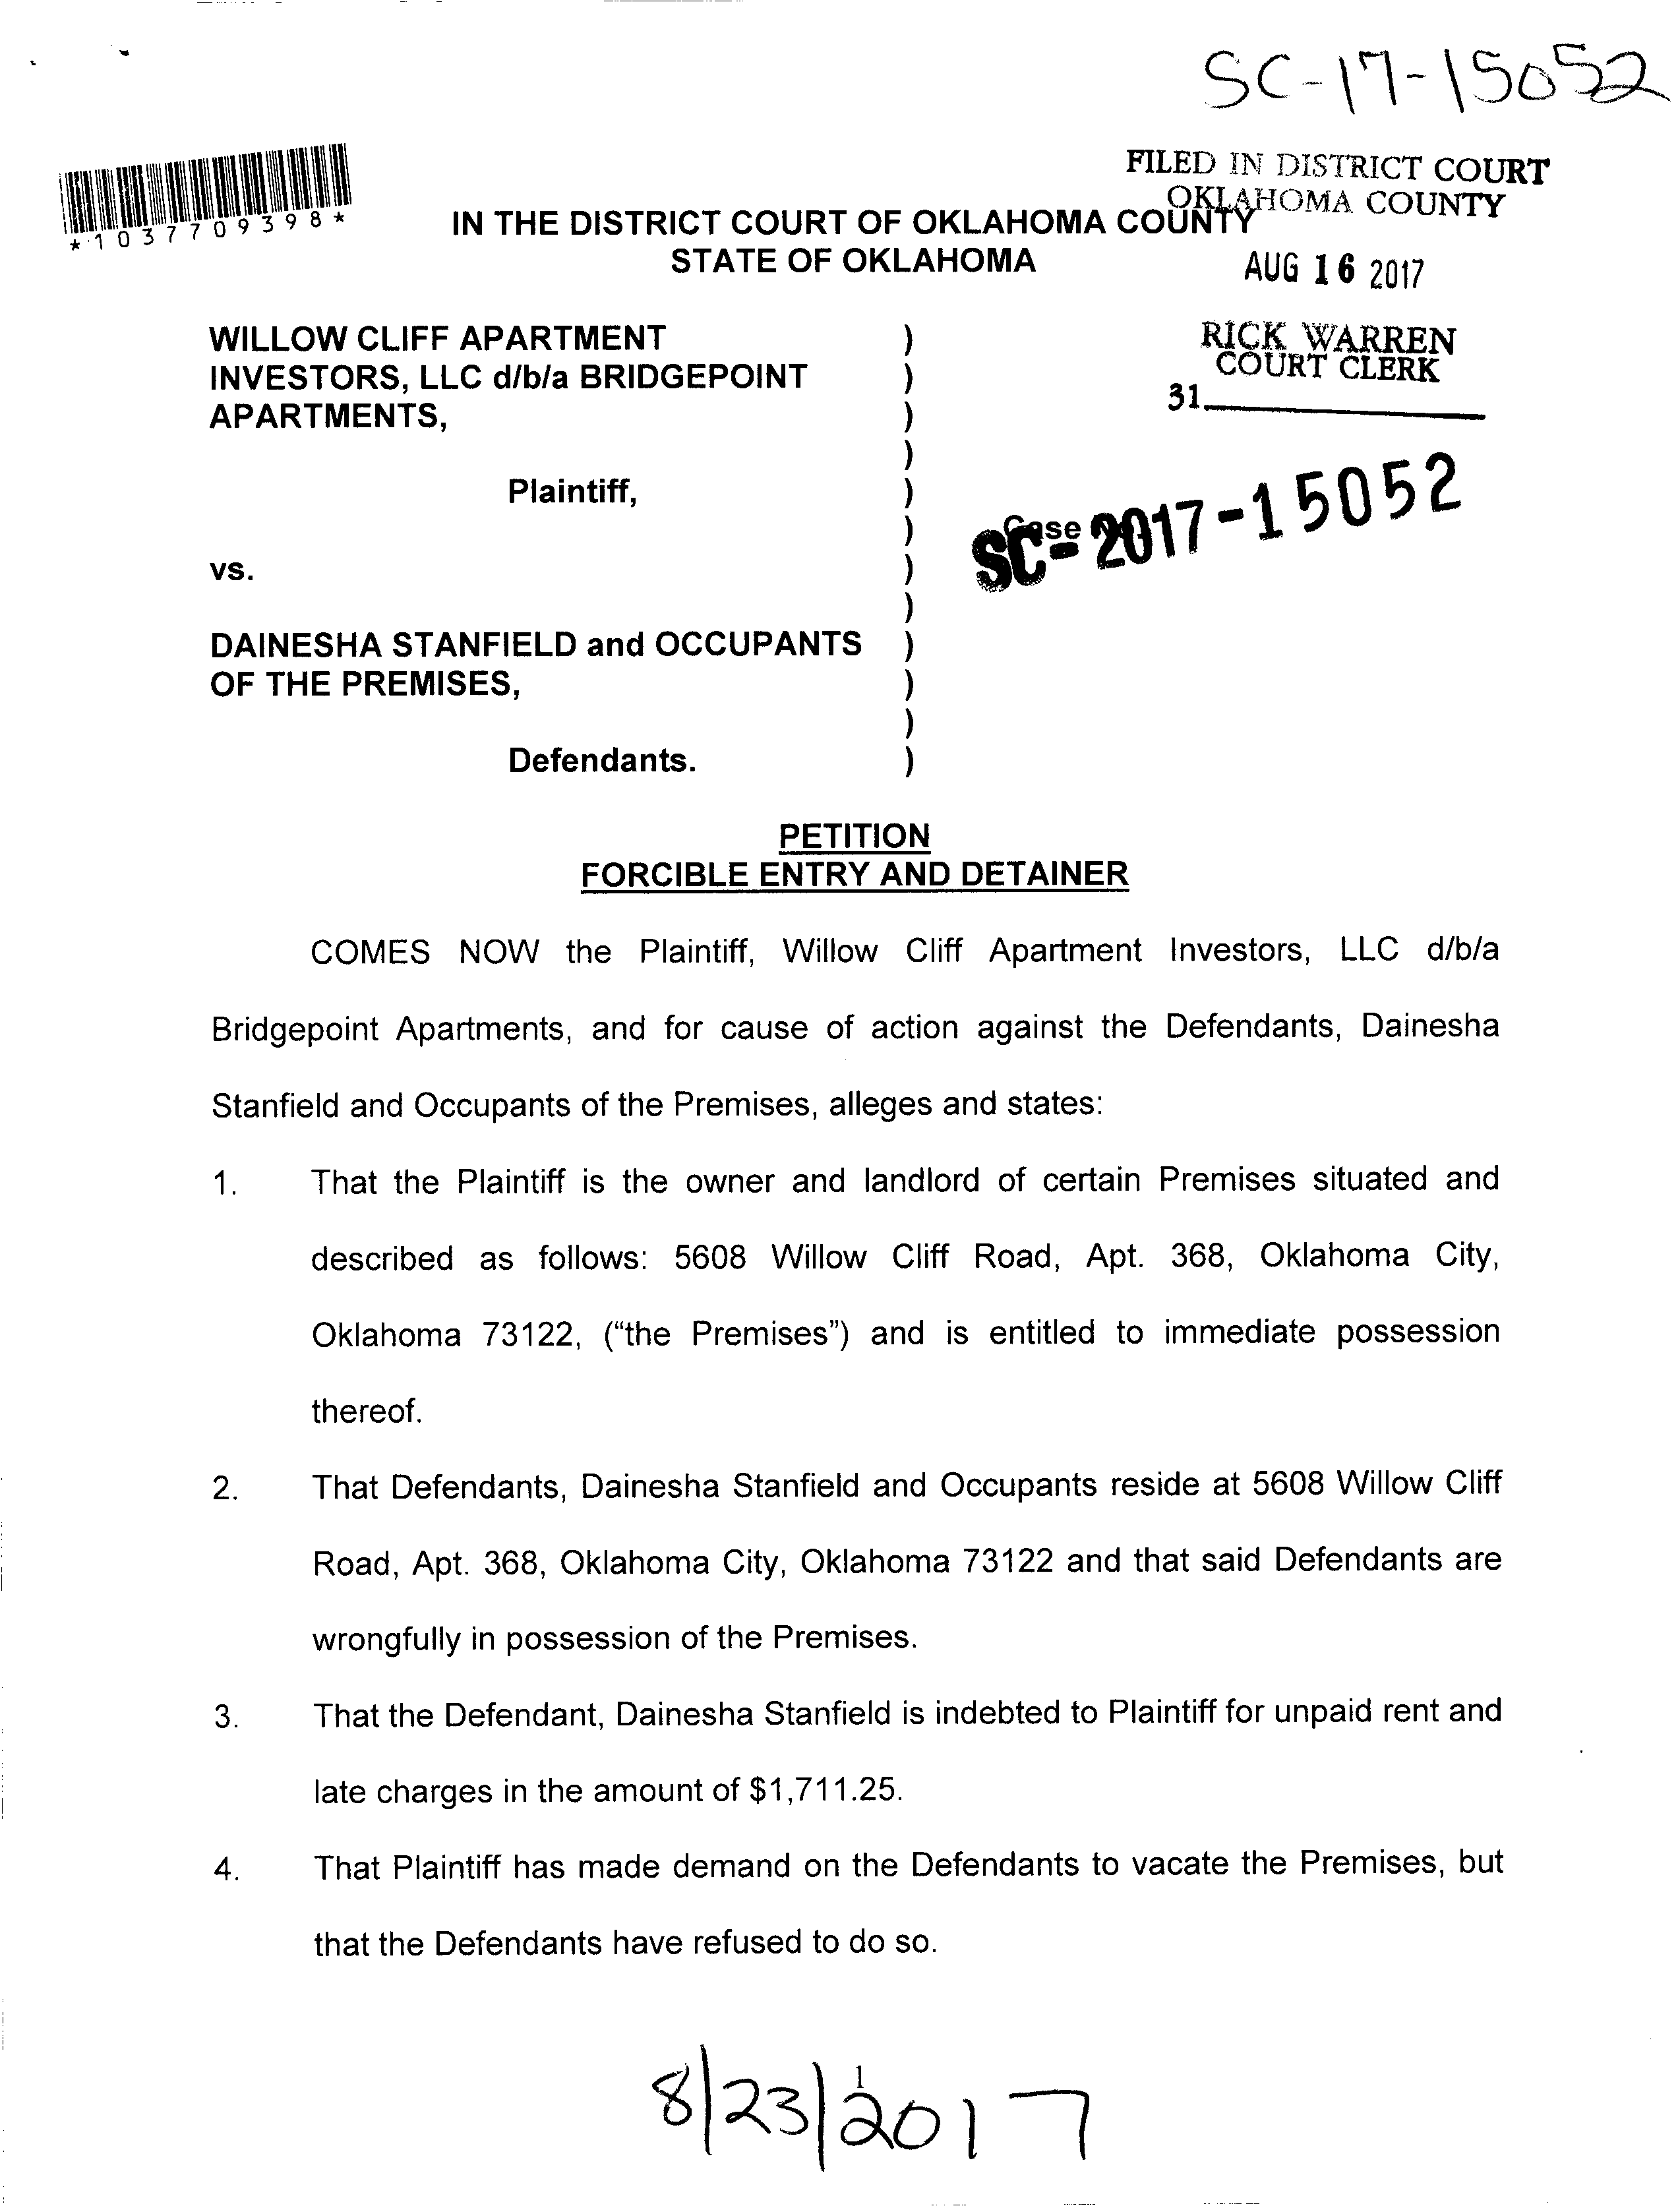 SC-17-15052
FILED IN DISTRICT COURT
OKLAHOMA COUNTY
*1037709398*
IN THE DISTRICT COURT OF OKLAHOMA COUNTY
STATE OF OKLAHOMA
AUG 16 2017
WILLOW CLIFF APARTMENT )
INVESTORS, LLC d/b/a BRIDGEPOINT )
APARTMENTS, )
)
Plaintiff, )
)
vs. )
)
DAINESHA STANFIELD and OCCUPANTS )
OF THE PREMISES, )
)
Defendants. )
RICK WARREN
COURT CLERK
31
Case
SC-2017-15052
PETITION
FORCIBLE ENTRY AND DETAINER
COMES NOW the Plaintiff, Willow Cliff Apartment Investors, LLC d/b/a
Bridgepoint Apartments, and for cause of action against the Defendants, Dainesha
Stanfield and Occupants of the Premises, alleges and states:
1. That the Plaintiff is the owner and landlord of certain Premises situated and
described as follows: 5608 Willow Cliff Road, Apt. 368, Oklahoma City,
Oklahoma 73122, (“the Premises”) and is entitled to immediate possession
thereof.
2. That Defendants, Dainesha Stanfield and Occupants reside at 5608 Willow Cliff
Road, Apt. 368, Oklahoma City, Oklahoma 73122 and that said Defendants are
wrongfully in possession of the Premises.
3. That the Defendant, Dainesha Stanfield is indebted to Plaintiff for unpaid rent and
late charges in the amount of $1,711.25.
4. That Plaintiff has made demand on the Defendants to vacate the Premises, but
that the Defendants have refused to do so.
1
8/23/2017